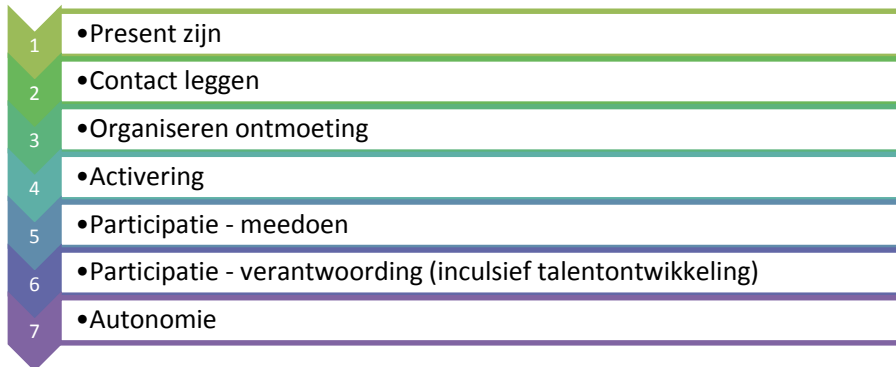 1 •Present zijn
2 •Contact leggen
3 •Organiseren ontmoeting
4 •Activering
5 •Participatie - meedoen
6 •Participatie - verantwoording (inculsief talentontwikkeling)
7 •Autonomie